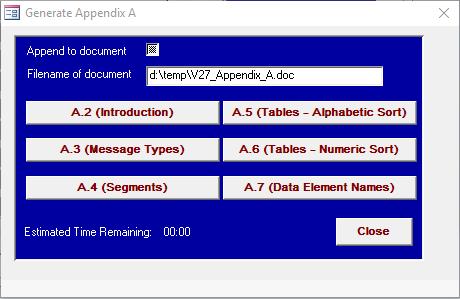 Generate Appendix A
Append to document
Filename of document d:\temp\V27_Appendix_A.doc
A.2 (Introduction) A.5 (Tables - Alphabetic Sort)
A.3 (Message Types) A.6 (Tables - Numeric Sort)
A.4 (Segments) A.7 (Data Element Names)
Estimated Time Remaining: 00:00 Close